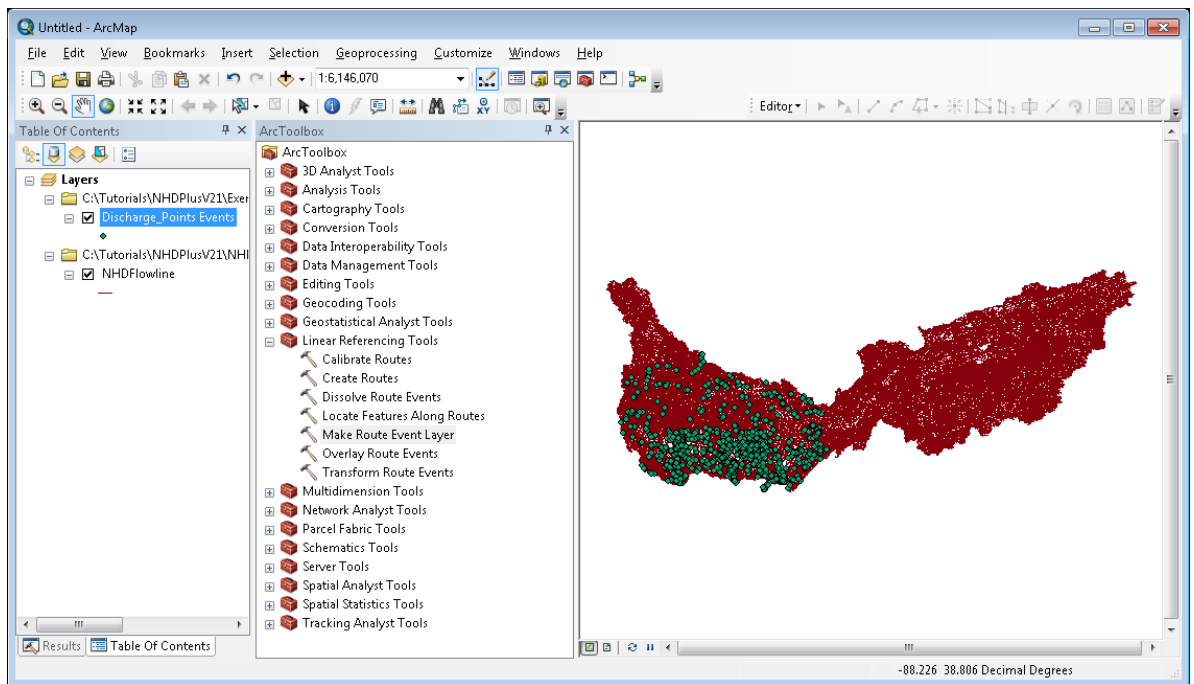 Untitled - ArcMap
File Edit View Bookmarks Insert Selection Geoprocessing Customize Windows Help
1:6,146,070
Editor
Table Of Contents
Layers
C:\Tutorials\NHDPlusV21\Exer
Discharge_Points Events
C:\Tutorials\NHDPlusV21\NHI
NHDFlowline
Results Table Of Contents
ArcToolbox
ArcToolbox
3D Analyst Tools
Analysis Tools
Cartography Tools
Conversion Tools
Data Interoperability Tools
Data Management Tools
Editing Tools
Geocoding Tools
Geostatistical Analyst Tools
Linear Referencing Tools
Calibrate Routes
Create Routes
Dissolve Route Events
Locate Features Along Routes
Make Route Event Layer
Overlay Route Events
Transform Route Events
Multidimension Tools
Network Analyst Tools
Parcel Fabric Tools
Schematics Tools
Server Tools
Spatial Analyst Tools
Spatial Statistics Tools
Tracking Analyst Tools
-88.226 38.806 Decimal Degrees